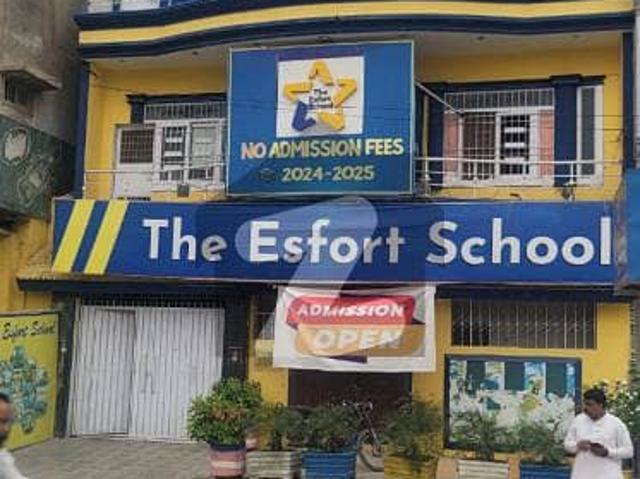 The
Esfort
School
NO ADMISSION FEES
2024-2025
The Esfort School
ADMISSION
OPEN
Esfort School